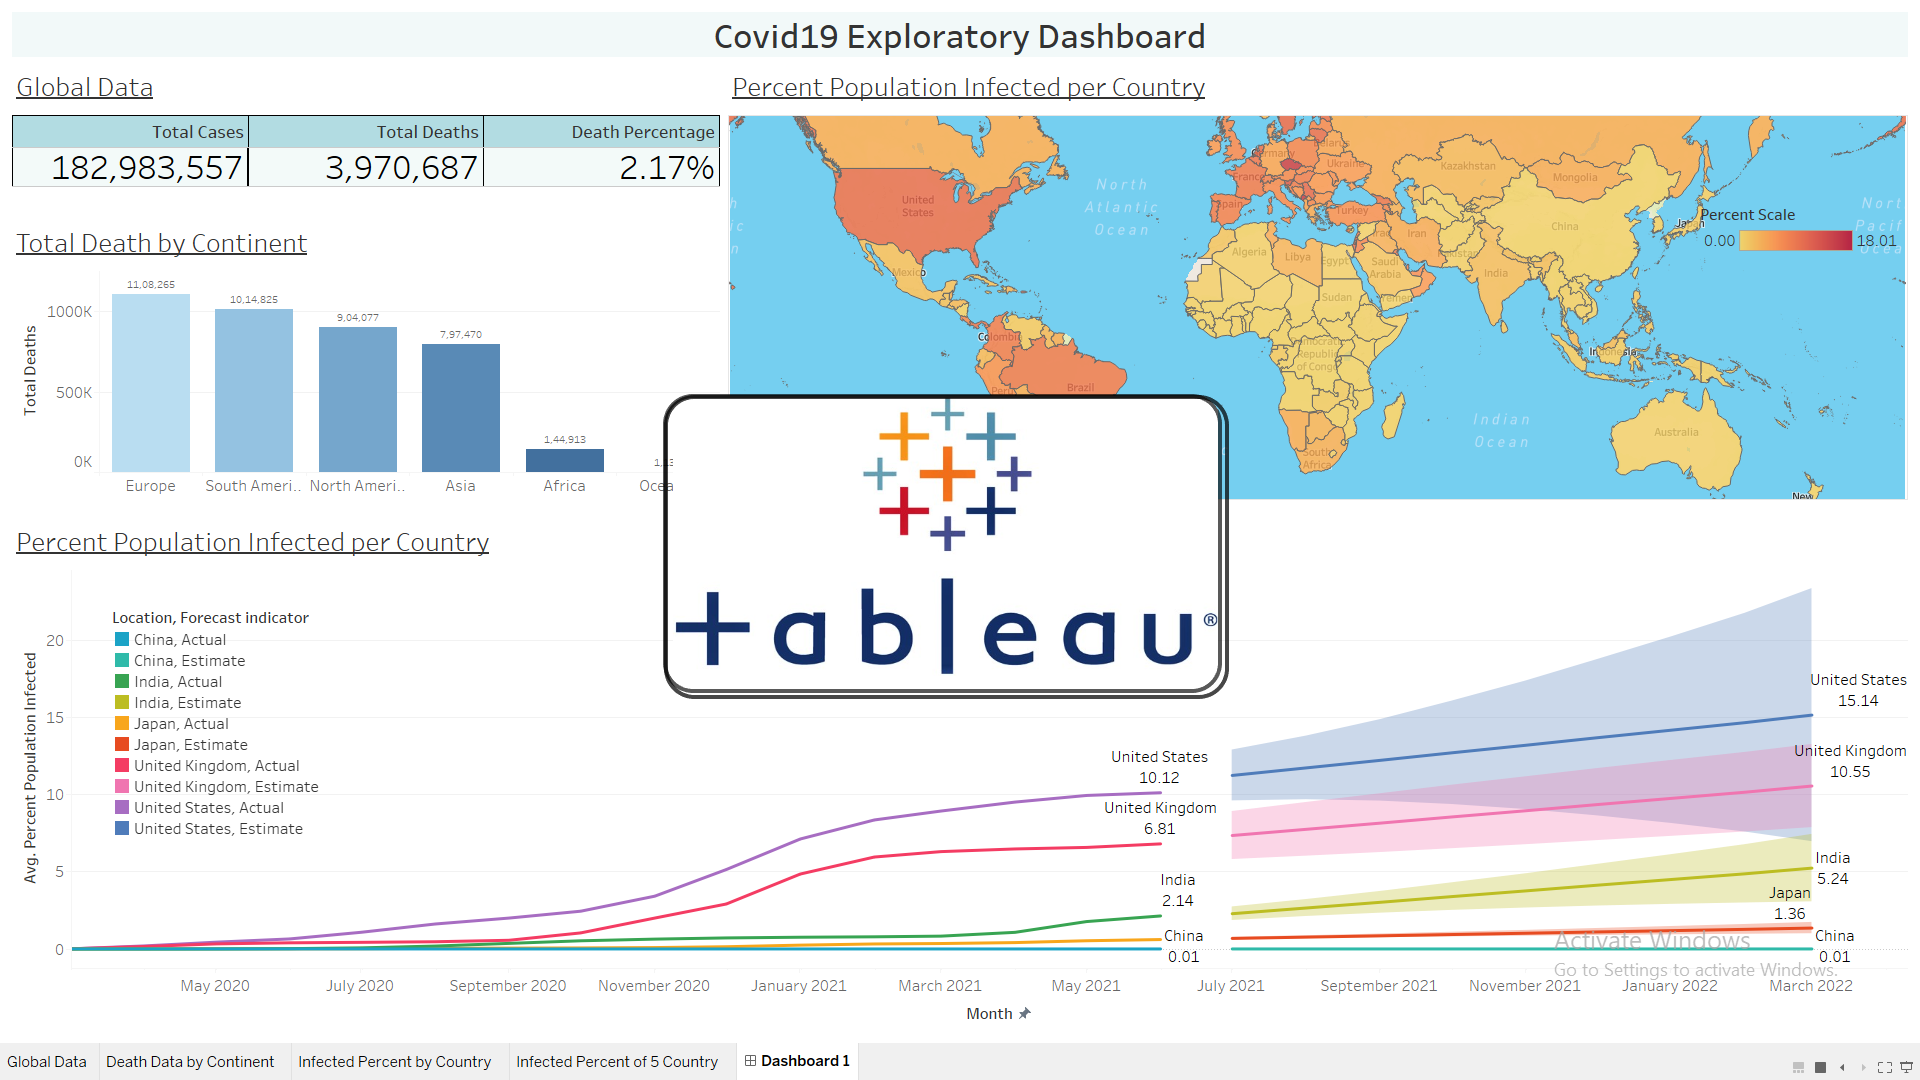 Covid19 Exploratory Dashboard
Global Data
Total Cases Total Deaths Death Percentage
182,983,557 3,970,687 2.17%
Total Death by Continent
Total Deaths
1000K
500K
0K
11,08,265
10,14,825
9,04,077
7,97,470
1,44,913
Europe
South Ameri..
North Ameri..
Asia
Africa
Percent Population Infected per Country
North
Atlantic
Ocean
United
States
Mexico
Colombi
Brazil
Germany
France
Spain
Belarus
Ukraine
Turkey
Kazakhstan
Mongolia
China
Iraq
Iran
Pakistan
India
Algeria
Libya
Egypt
Saudi
Arabia
Yemen
Sudan
Democratic
Republic
of Congo
South
Africa
Indonesia
Indian
Ocean
Australia
New
Percent Scale
0.00 18.01
tableau®
Percent Population Infected per Country
Avg. Percent Population Infected
20
15
10
5
0
Location, Forecast indicator
China, Actual
China, Estimate
India, Actual
India, Estimate
Japan, Actual
Japan, Estimate
United Kingdom, Actual
United Kingdom, Estimate
United States, Actual
United States, Estimate
United States
10.12
United Kingdom
6.81
India
2.14
China
0.01
United States
15.14
United Kingdom
10.55
India
5.24
Japan
1.36
China
0.01
Activate Windows
Go to Settings to activate Windows.
May 2020 July 2020 September 2020 November 2020 January 2021 March 2021 May 2021 July 2021 September 2021 November 2021 January 2022 March 2022
Month
Global Data Death Data by Continent Infected Percent by Country Infected Percent of 5 Country Dashboard 1